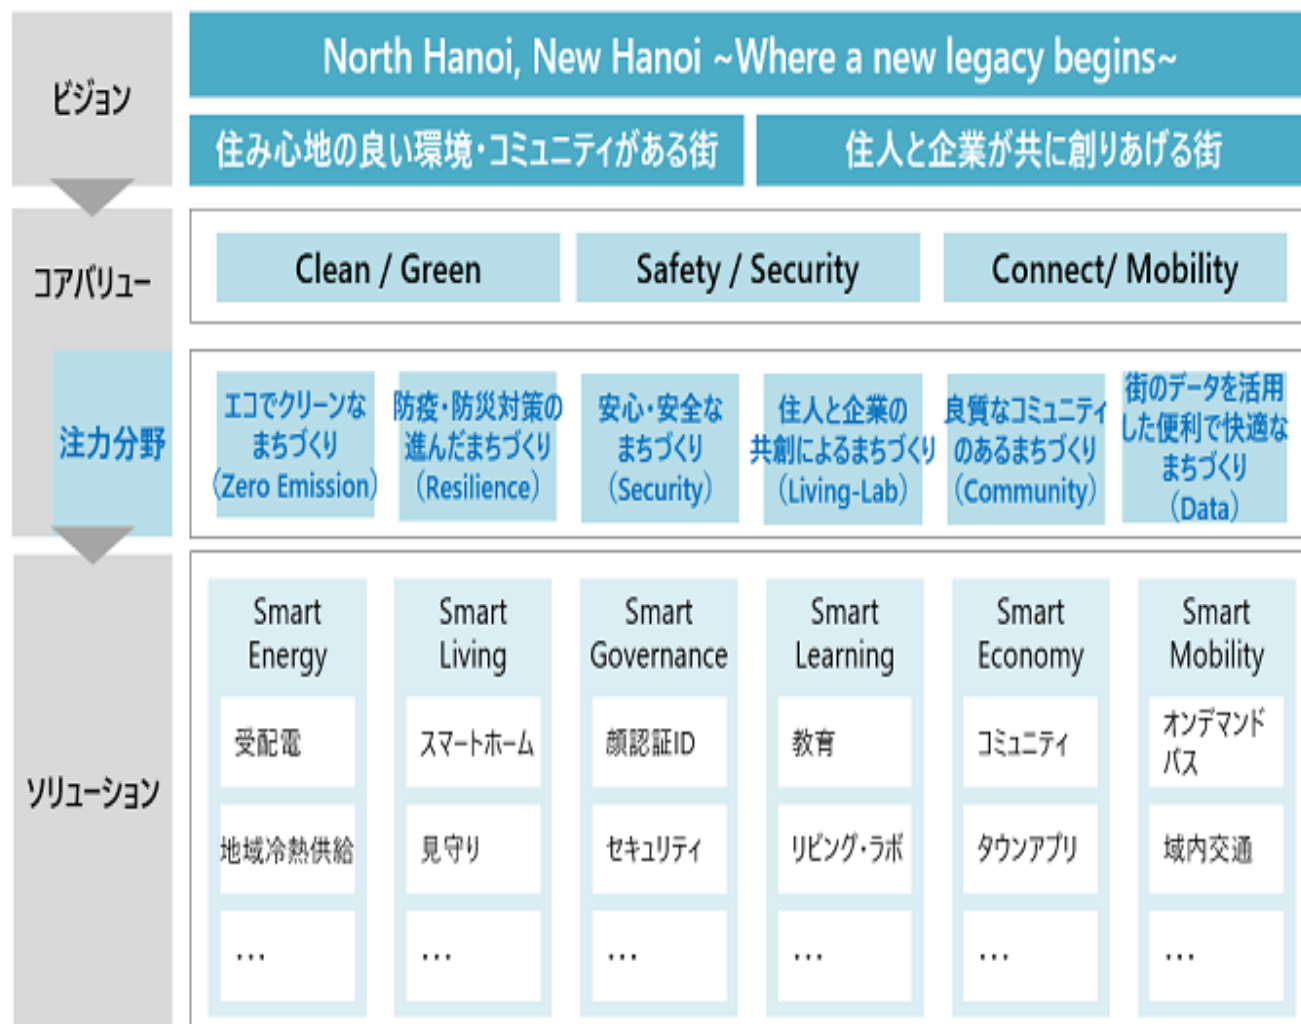 ビジョン
North Hanoi, New Hanoi ~Where a new legacy begins~
住み心地の良い環境・コミュニティがある街
住人と企業が共に創りあげる街
コアバリュー
Clean / Green
Safety / Security
Connect/ Mobility
注力分野
エコでクリーンな
まちづくり
（Zero Emission）
防疫・防災対策の
進んだまちづくり
（Resilience）
安心・安全な
まちづくり
（Security）
住人と企業の
共創によるまちづくり
（Living-Lab）
良質なコミュニティ
のあるまちづくり
（Community）
街のデータを活用
した便利で快適な
まちづくり
（Data）
ソリューション
Smart
Energy
受配電
地域冷熱供給
...
Smart
Living
スマートホーム
見守り
...
Smart
Governance
顔認証ID
セキュリティ
...
Smart
Learning
教育
リビング・ラボ
...
Smart
Economy
コミュニティ
タウンアプリ
...
Smart
Mobility
オンデマンド
バス
域内交通
...